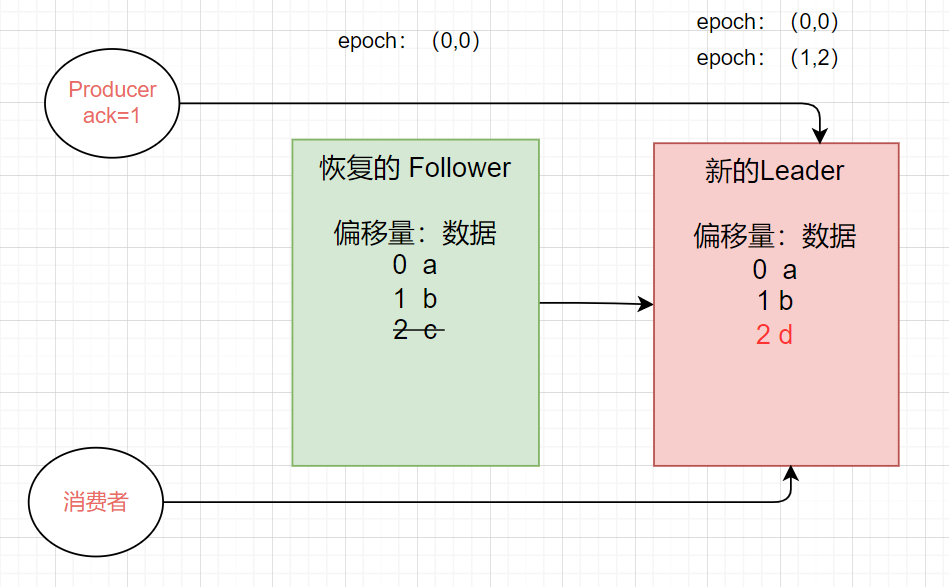 epoch： （0,0）
epoch： （0,0）
epoch： （1,2）
Producer
ack=1
恢复的 Follower
偏移量：数据
0 a
1 b
2 c
新的Leader
偏移量：数据
0 a
1 b
2 d
消费者